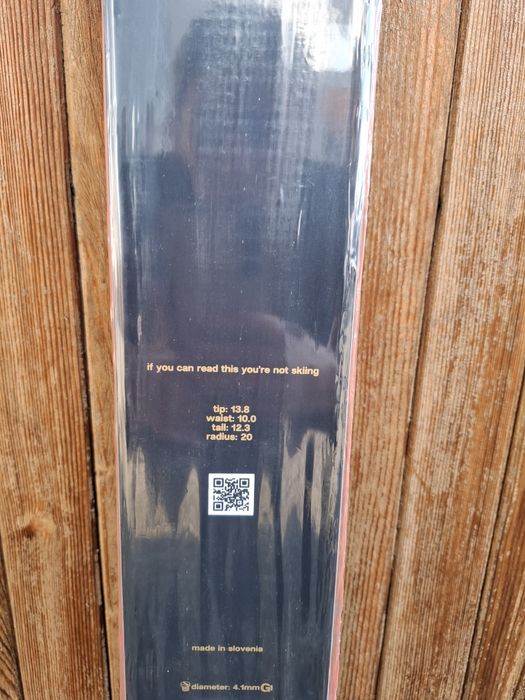 if you can read this you're not skiing
tip: 13.8
waist: 10.0
tail: 12.3
radius: 20
made in slovenia
diameter: 4.1mm